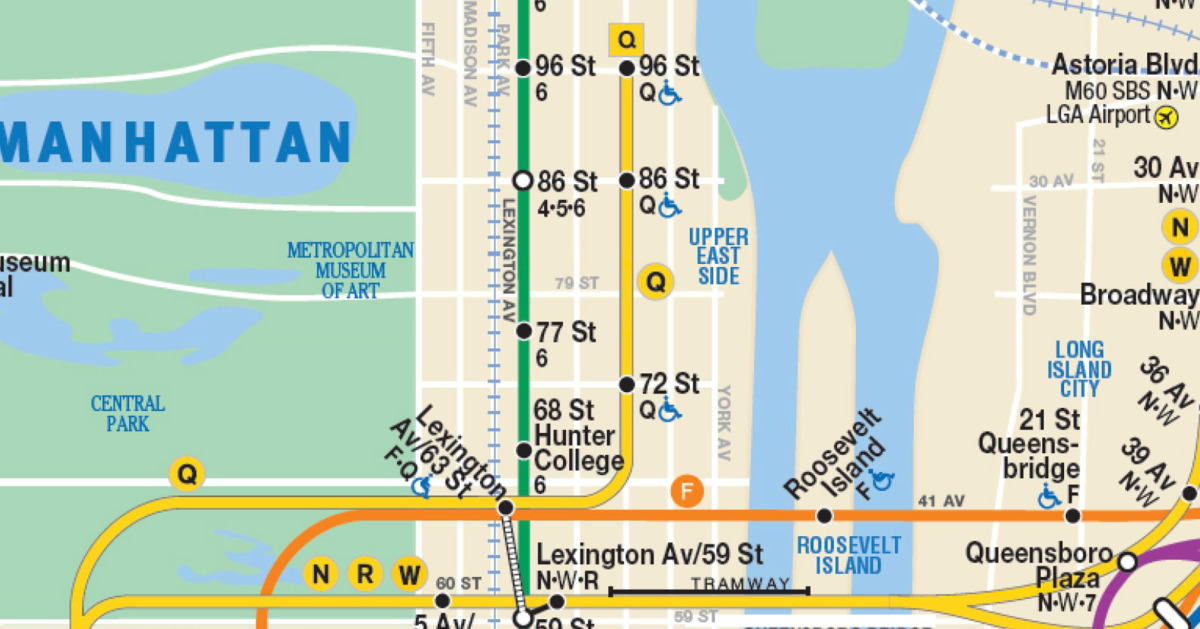 6
N•W
FIFTH AV
MADISON AV
PARK AV
Q
96 St
6
96 St
Q
Astoria Blvd
M60 SBS N•W
LGA Airport
MANHATTAN
21 ST
86 St
4•5•6
86 St
Q
30 AV
30 Av
N•W
LEXINGTON AV
VERNON BLVD
N
W
useum
al
METROPOLITAN
MUSEUM
OF ART
UPPER
EAST
SIDE
79 ST
Q
Broadway
N•W
77 St
6
LONG
ISLAND
CITY
36 Av
N•W
CENTRAL
PARK
72 St
Q
YORK AV
68 St
Hunter
College
6
Lexington
Av/63 St
F•Q
Roosevelt
Island
F
21 St
Queens-
bridge
F
39 Av
N•W
Q
F
41 AV
ROOSEVELT
ISLAND
Lexington Av/59 St
N•W•R
Queensboro
Plaza
N•W•7
N
R
W
60 ST
TRAMWAY
5 Av/
59 St
59 ST